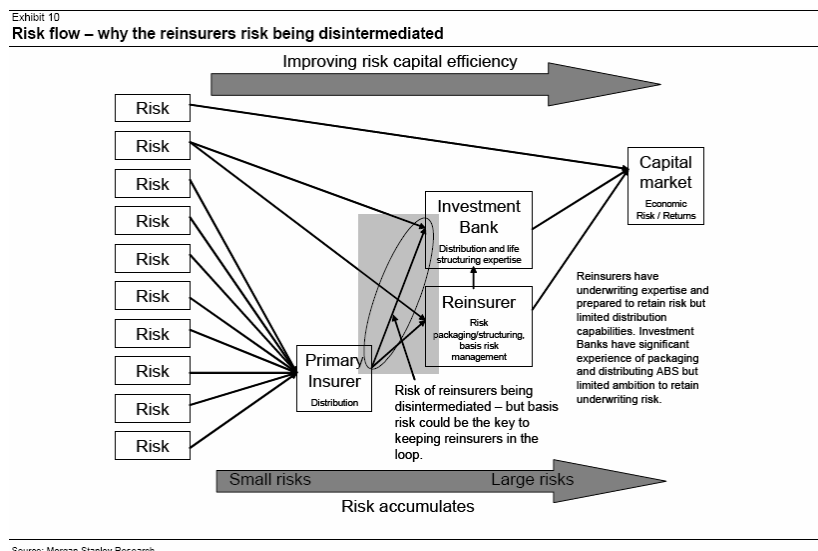 Exhibit 10
Risk flow – why the reinsurers risk being disintermediated
Improving risk capital efficiency
Risk
Risk
Risk
Risk
Risk
Risk
Risk
Risk
Risk
Risk
Capital
market
Economic
Risk / Returns
Investment
Bank
Distribution and life
structuring expertise
Reinsurer
Risk
packaging/structuring,
basis risk
management
Primary
Insurer
Distribution
Reinsurers have
underwriting expertise and
prepared to retain risk but
limited distribution
capabilities. Investment
Banks have significant
experience of packaging
and distributing ABS but
limited ambition to retain
underwriting risk.
Risk of reinsurers being
disintermediated – but basis
risk could be the key to
keeping reinsurers in the
loop.
Small risks
Large risks
Risk accumulates
Source: Morgan Stanley Research